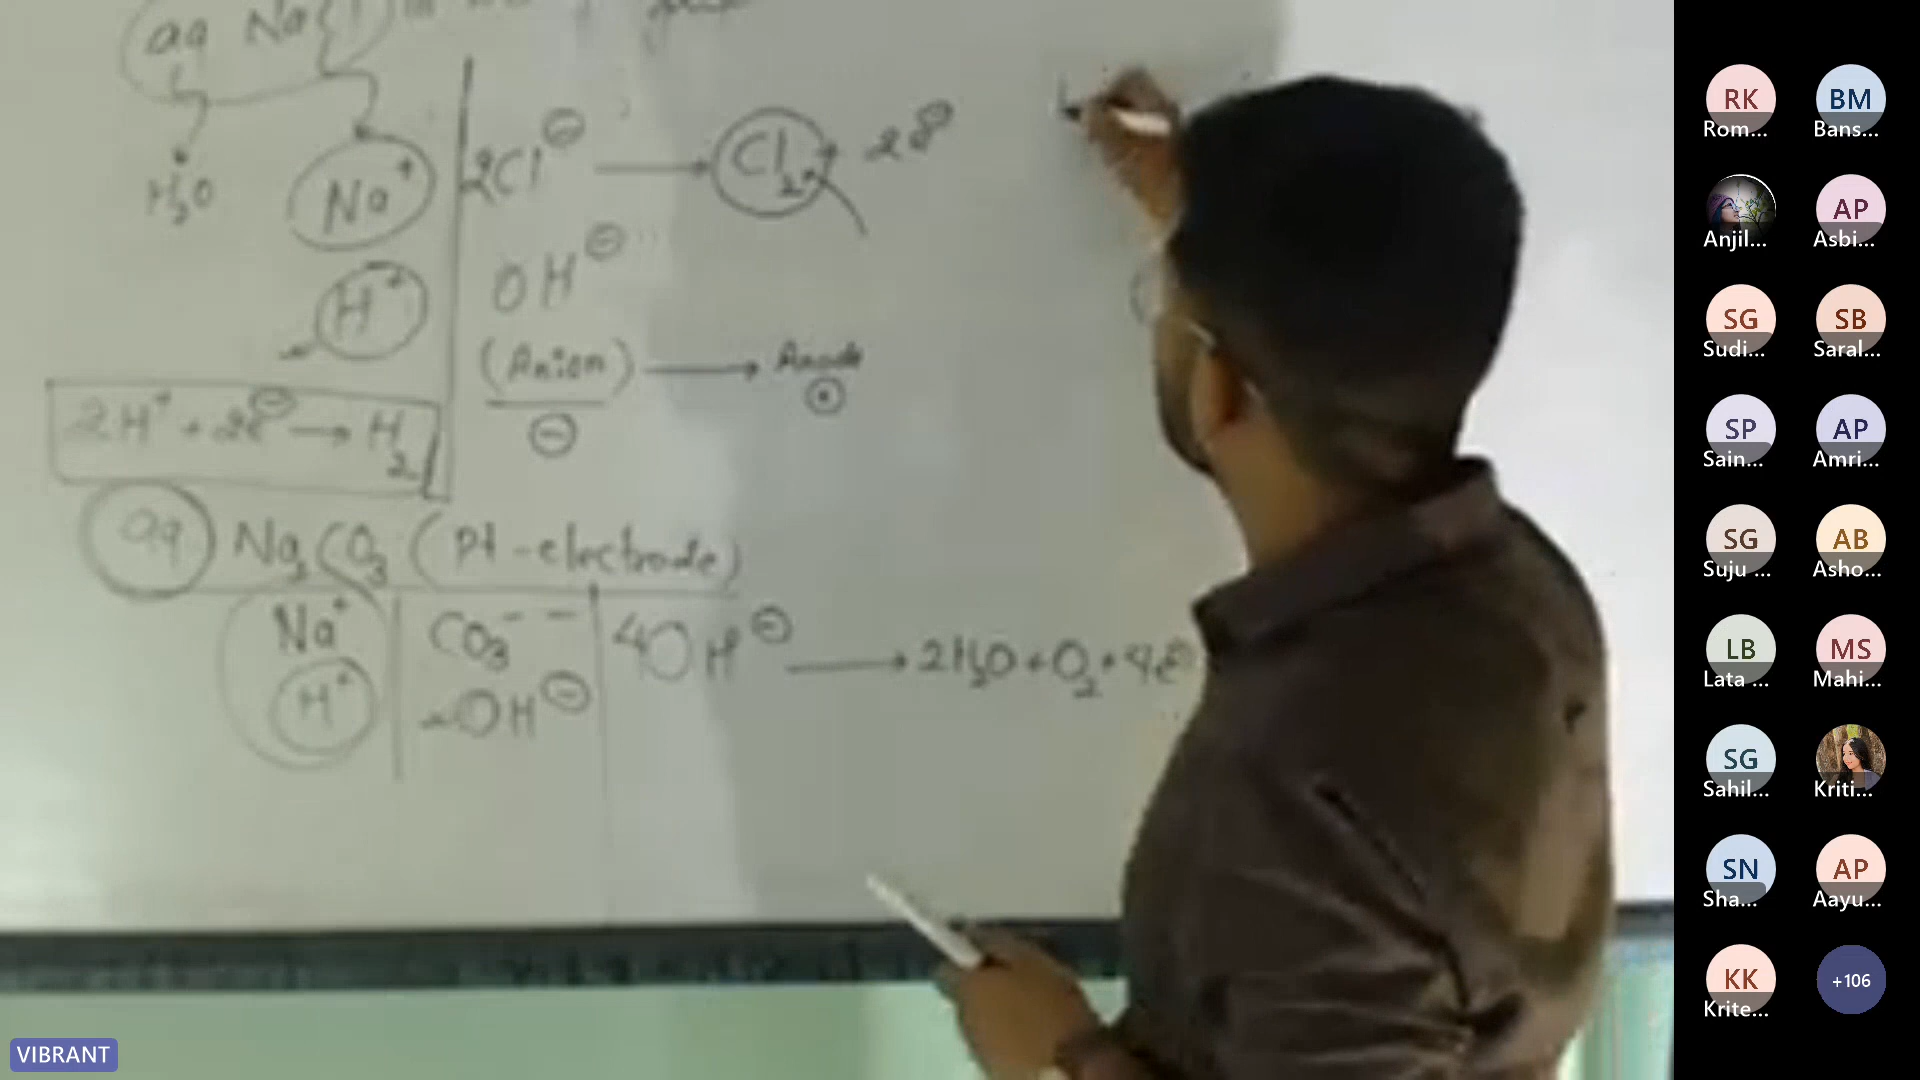 aq NaCl
H₂O
Na⁺
H⁺
2H⁺ + 2e⊖ → H₂
2Cl⊖ → Cl₂ + 2e⊖
OH⊖
(Anion) → Anode
⊖ ⊕
aq Na₂CO₃ (Pt-electrode)
Na⁺ CO₃⁻⁻ 4OH⊖ → 2H₂O + O₂ + 4e⊖
H⁺ OH⊖
RK BM
Rom... Bans...
AP
Anjil... Asbi...
SG SB
Sudi... Saral...
SP AP
Sain... Amri...
SG AB
Suju ... Asho...
LB MS
Lata ... Mahi...
SG
Sahil... Kriti...
SN AP
Sha... Aayu...
KK +106
Krite...
VIBRANT